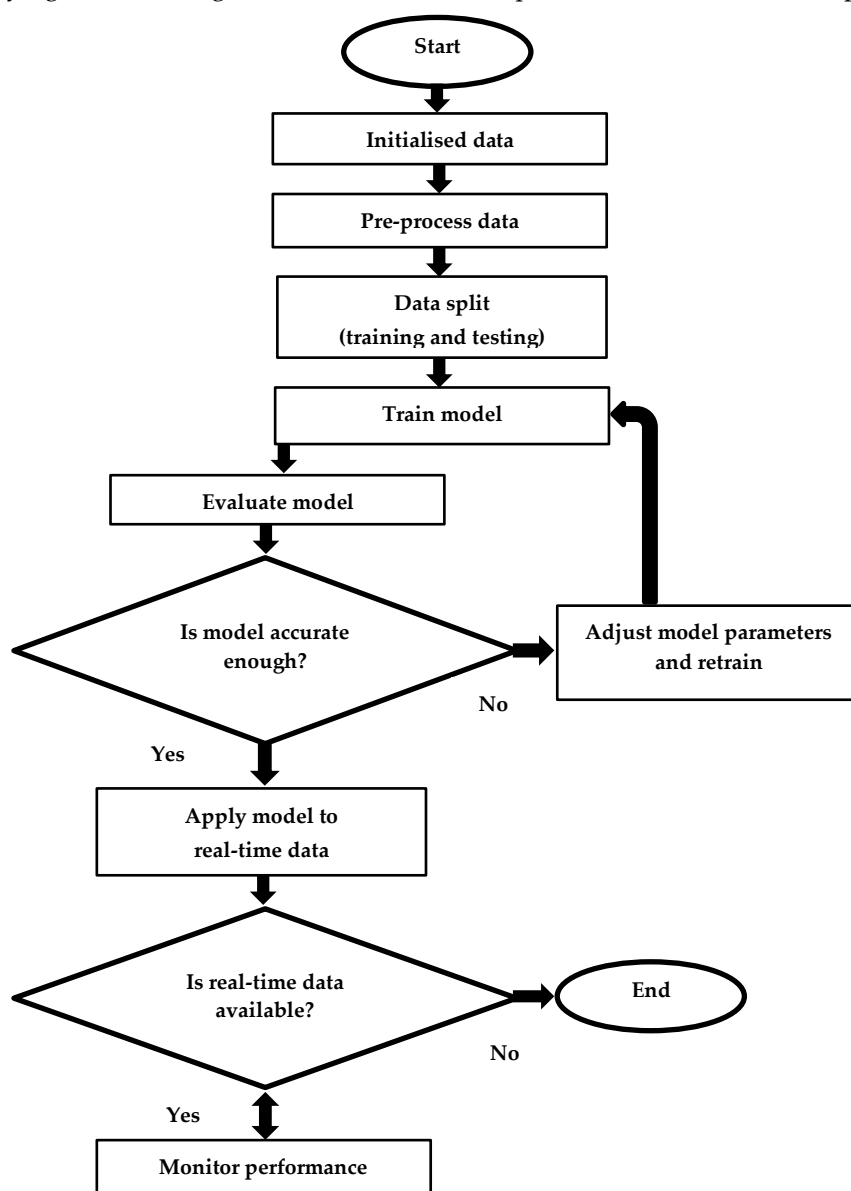 Start
Initialised data
Pre-process data
Data split
(training and testing)
Train model
Evaluate model
Is model accurate
enough?
Adjust model parameters
and retrain
No
Yes
Apply model to
real-time data
Is real-time data
available?
End
No
Yes
Monitor performance